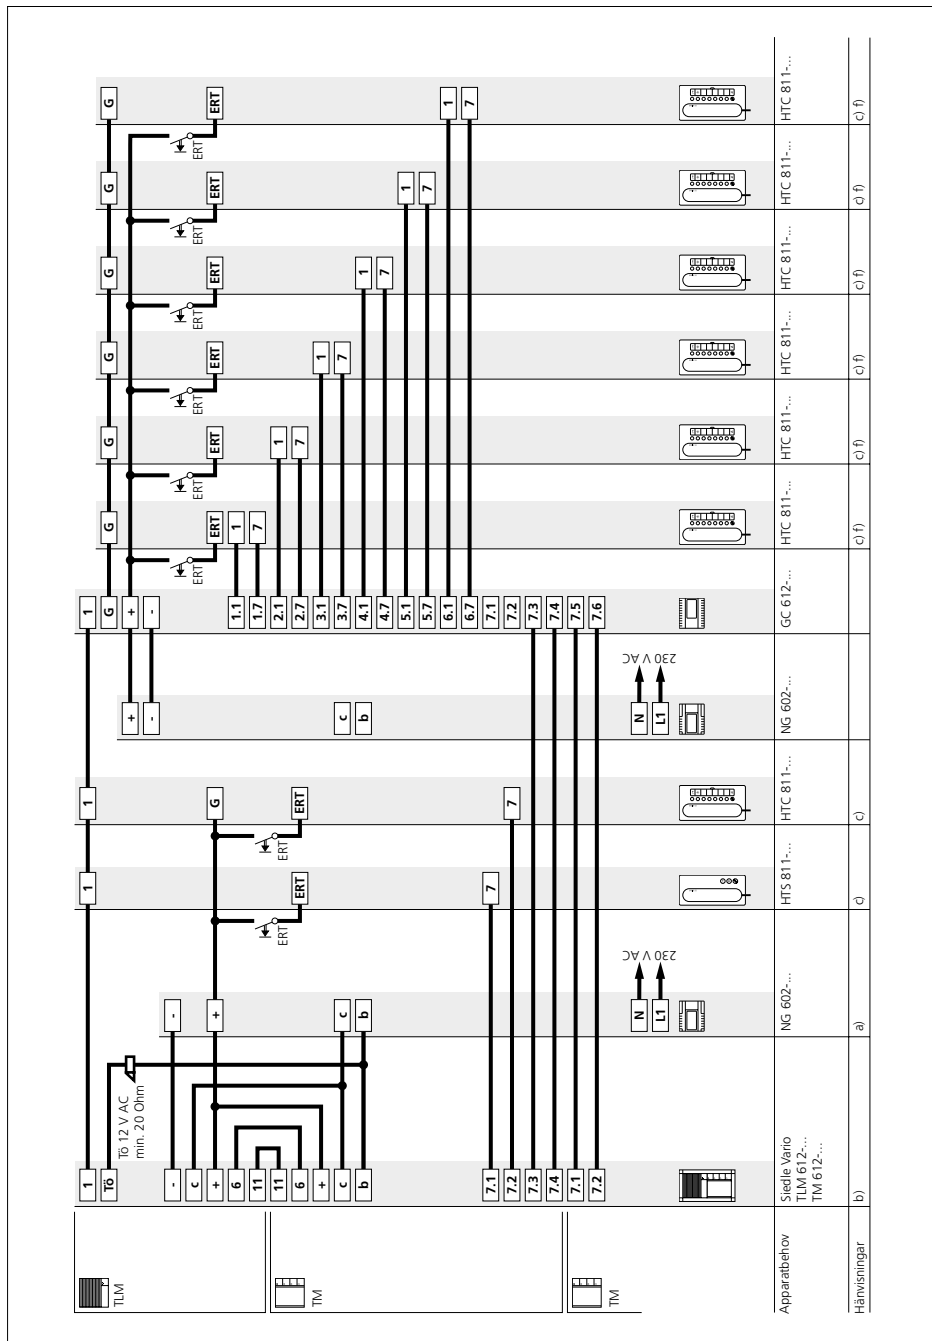 1 1 1 1
Tö G G G G G G G
TLM
Tö 12 V AC
min. 20 Ohm
+ +
- -
- -
c
ERT ERT ERT ERT ERT ERT
+ + G ERT ERT ERT ERT ERT ERT
6 1.1 1
11 1.7 7
11 2.1 1
ERT ERT
6 ERT ERT 2.7 7
TM
+ 3.1 1
c c c 3.7 7
b b b 4.1 1
4.7 7
5.1 1
5.7 7
6.1 1
6.7 7
7.1 7 7.1
7.2 7 7.2
7.3 7.3
7.4 7.4
7.1 7.5
7.2 7.6
TM
N N
L1 230 V AC L1 230 V AC
Apparatbehov
Siedle Vario
TLM 612-...
TM 612-...
NG 602-... HTS 811-... HTC 811-... NG 602-... GC 612-... HTC 811-... HTC 811-... HTC 811-... HTC 811-... HTC 811-... HTC 811-...
Hänvisningar b) a) c) c) c) f) c) f) c) f) c) f) c) f) c) f)